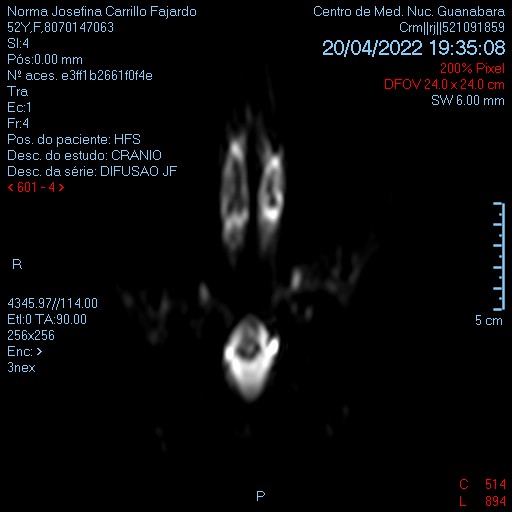 Norma Josefina Carrillo Fajardo
52Y,F,8070147063
Sl:4
Pós:0.00 mm
Nº aces. e3ff1b2661f0f4e
Tra
Ec:1
Fr:4
Pos. do paciente: HFS
Desc. do estudo: CRANIO
Desc. da série: DIFUSAO JF
< 601 - 4 >
Centro de Med. Nuc. Guanabara
Crm||rj||521091859
20/04/2022 19:35:08
200% Pixel
DFOV 24.0 x 24.0 cm
SW 6.00 mm
R
5 cm
4345.97//114.00
Etl:0 TA:90.00
256x256
Enc: >
3nex
P
C 514
L 894